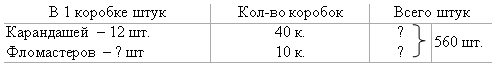 В 1 коробке штук Кол-во коробок Всего штук
Карандашей – 12 шт. 40 к. ? 560 шт.
Фломастеров – ? шт 10 к. ?